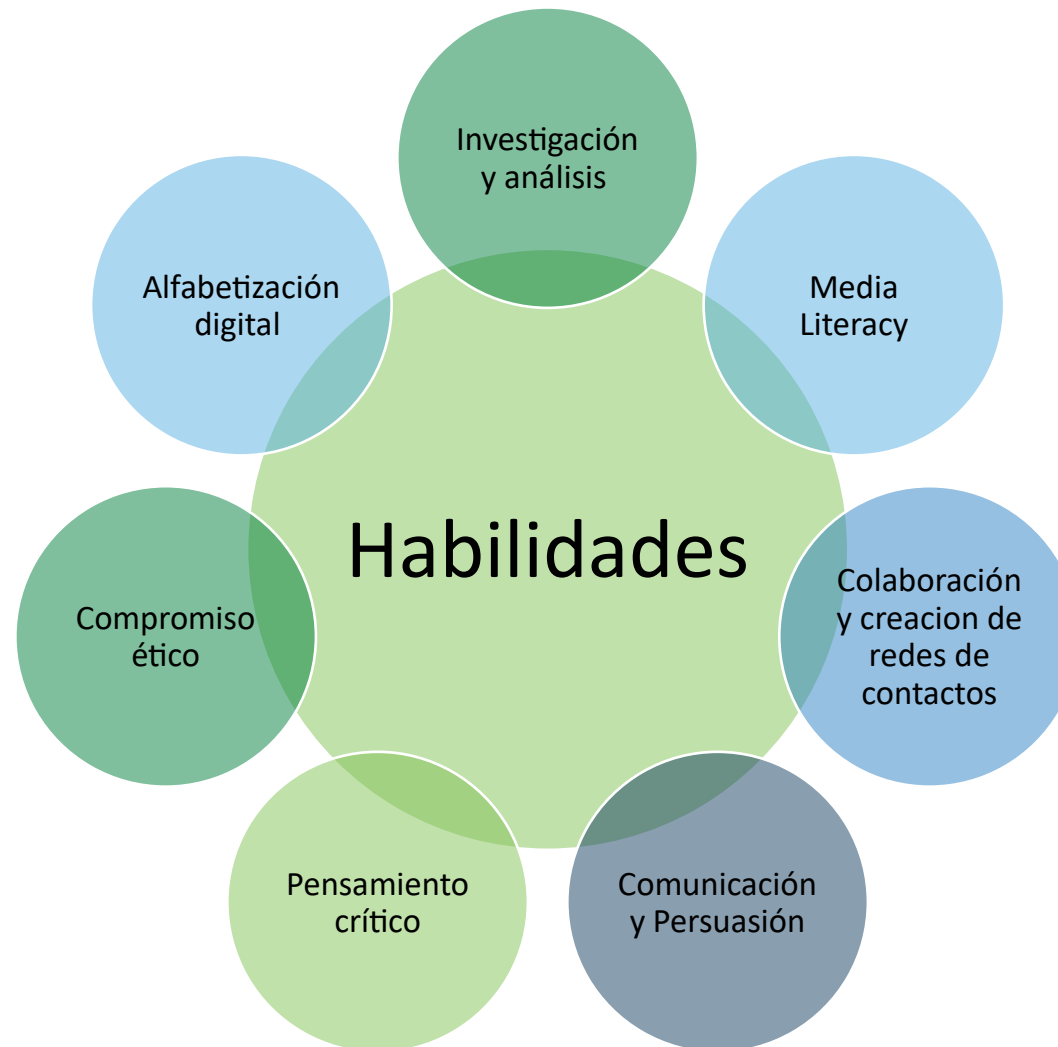 Investigación
y análisis
Media
Literacy
Colaboración
y creacion de
redes de
contactos
Comunicación
y Persuasión
Pensamiento
crítico
Compromiso
ético
Alfabetización
digital
Habilidades